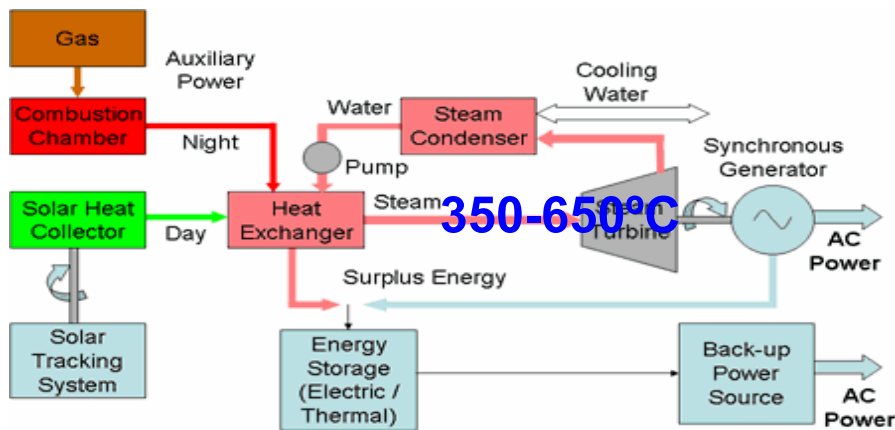 Gas
Auxiliary
Power
Cooling
Water
Combustion
Chamber
Water
Steam
Condenser
Night
Pump
Synchronous
Generator
Solar Heat
Collector
Day
Heat
Exchanger
Steam
350-650ºC
Steam
Turbine
AC
Power
Surplus Energy
Solar
Tracking
System
Energy
Storage
(Electric /
Thermal)
Back-up
Power
Source
AC
Power